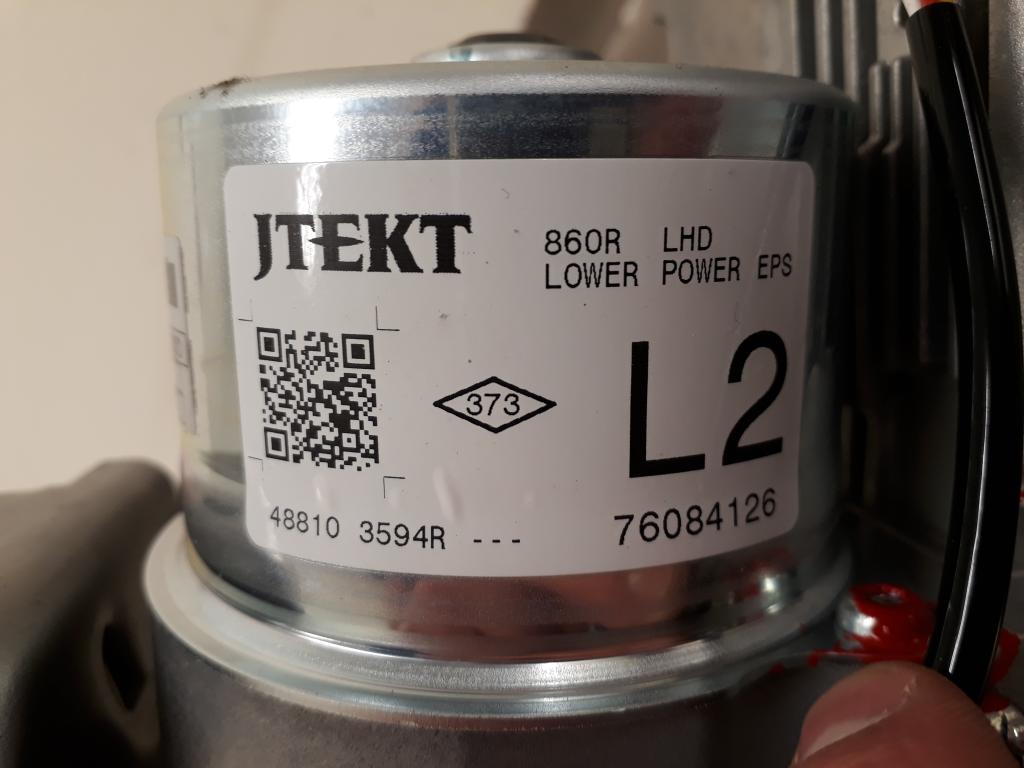 JTEKT
860R LHD
LOWER POWER EPS
373
L2
48810 3594R ---
76084126